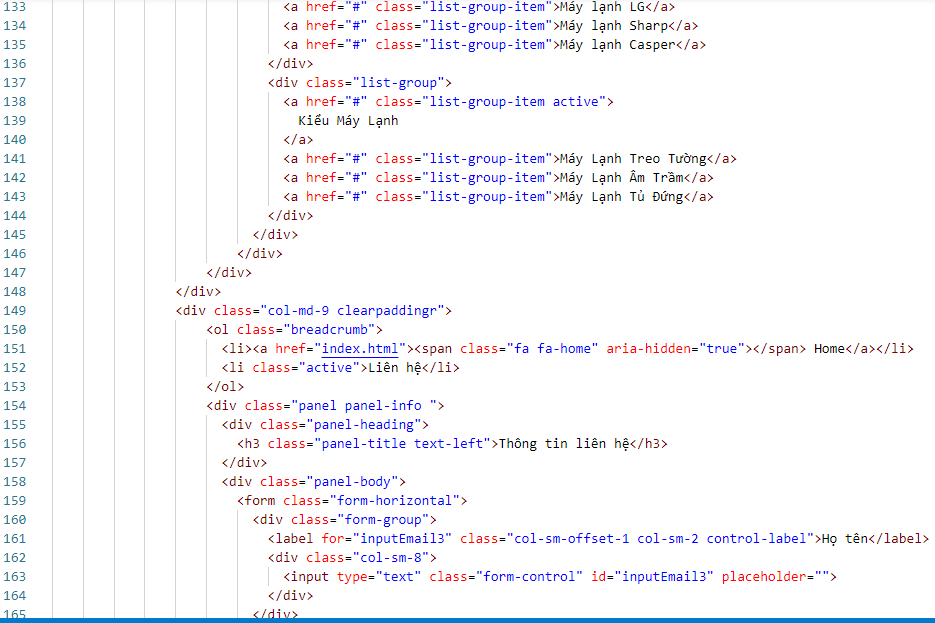 133 <a href="#" class="list-group-item">Máy lạnh LG</a>
134 <a href="#" class="list-group-item">Máy lạnh Sharp</a>
135 <a href="#" class="list-group-item">Máy lạnh Casper</a>
136 </div>
137 <div class="list-group">
138 <a href="#" class="list-group-item active">
139 Kiểu Máy Lạnh
140 </a>
141 <a href="#" class="list-group-item">Máy Lạnh Treo Tường</a>
142 <a href="#" class="list-group-item">Máy Lạnh Âm Trầm</a>
143 <a href="#" class="list-group-item">Máy Lạnh Tủ Đứng</a>
144 </div>
145 </div>
146 </div>
147 </div>
148 </div>
149 <div class="col-md-9 clearpaddingr">
150 <ol class="breadcrumb">
151 <li><a href="index.html"><span class="fa fa-home" aria-hidden="true"></span> Home</a></li>
152 <li class="active">Liên hệ</li>
153 </ol>
154 <div class="panel panel-info ">
155 <div class="panel-heading">
156 <h3 class="panel-title text-left">Thông tin liên hệ</h3>
157 </div>
158 <div class="panel-body">
159 <form class="form-horizontal">
160 <div class="form-group">
161 <label for="inputEmail3" class="col-sm-offset-1 col-sm-2 control-label">Họ tên</label>
162 <div class="col-sm-8">
163 <input type="text" class="form-control" id="inputEmail3" placeholder="">
164 </div>
165 </div>